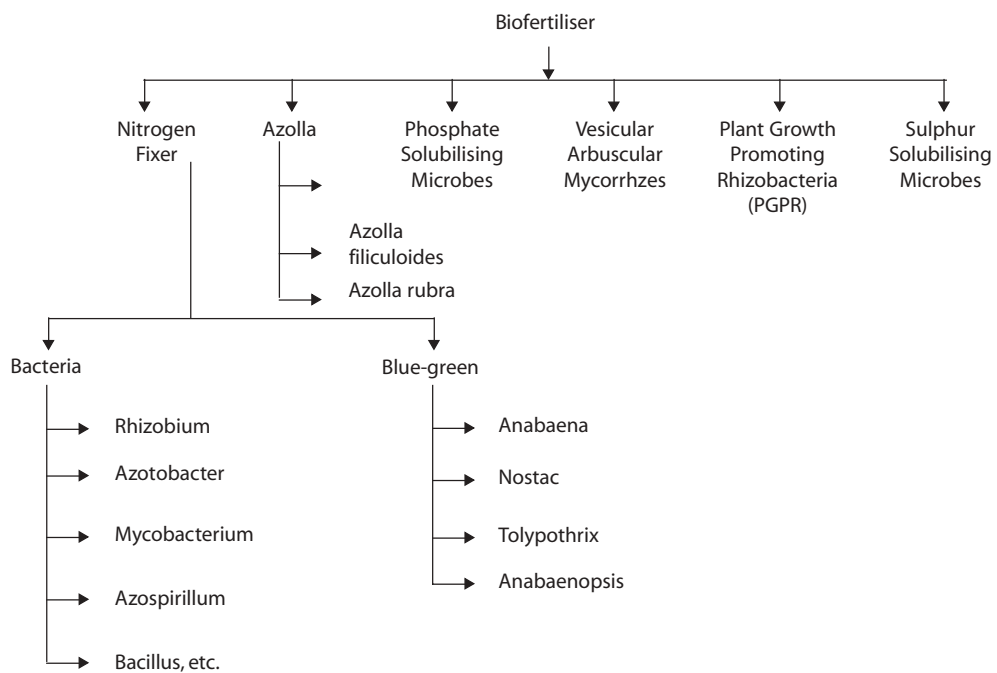 Biofertiliser
Nitrogen
Fixer
Azolla
Phosphate
Solubilising
Microbes
Vesicular
Arbuscular
Mycorrhzes
Plant Growth
Promoting
Rhizobacteria
(PGPR)
Sulphur
Solubilising
Microbes
Azolla
filiculoides
Azolla rubra
Bacteria
Blue-green
Rhizobium
Azotobacter
Mycobacterium
Azospirillum
Bacillus, etc.
Anabaena
Nostac
Tolypothrix
Anabaenopsis